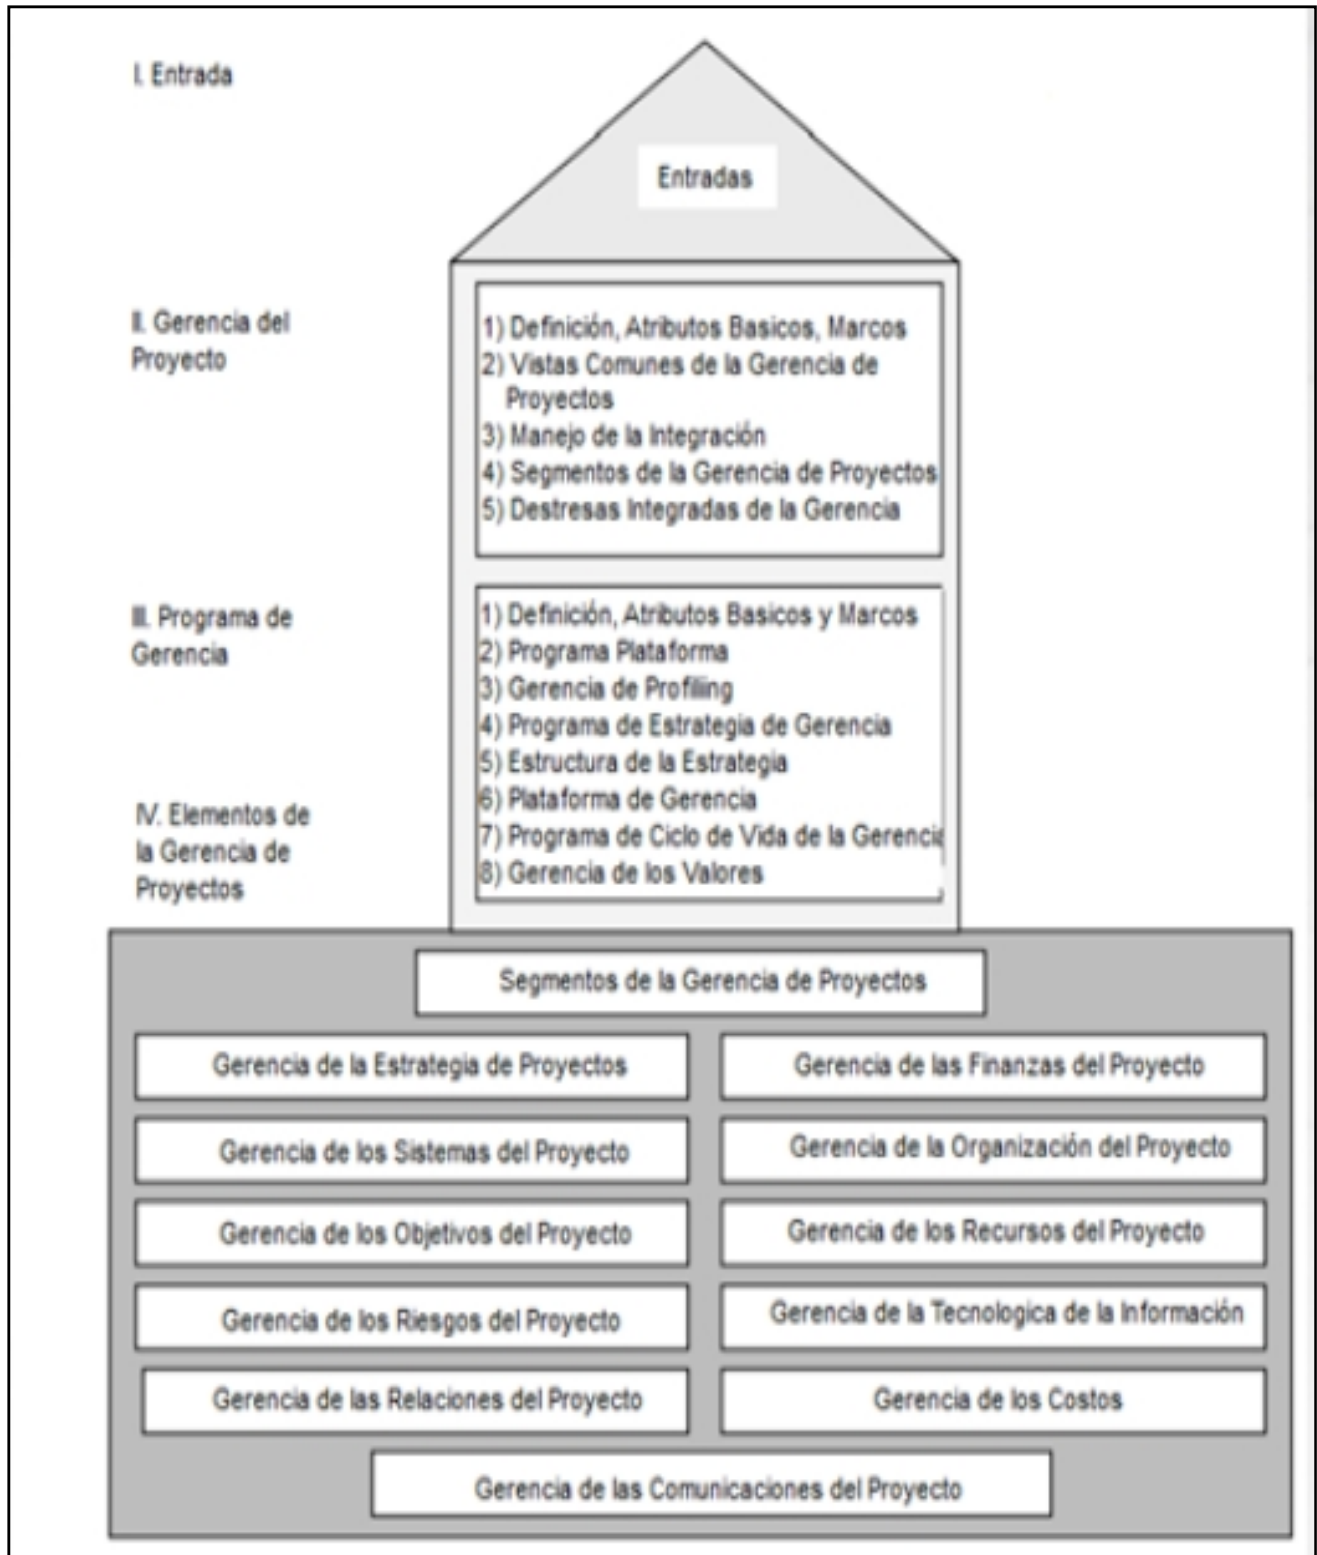 I. Entrada
Entradas
II. Gerencia del
Proyecto
1) Definición, Atributos Basicos, Marcos
2) Vistas Comunes de la Gerencia de
Proyectos
3) Manejo de la Integración
4) Segmentos de la Gerencia de Proyectos
5) Destresas Integradas de la Gerencia
III. Programa de
Gerencia
1) Definición, Atributos Basicos y Marcos
2) Programa Plataforma
3) Gerencia de Profiling
4) Programa de Estrategia de Gerencia
5) Estructura de la Estrategia
6) Plataforma de Gerencia
7) Programa de Ciclo de Vida de la Gerencia
8) Gerencia de los Valores
IV. Elementos de
la Gerencia de
Proyectos
Segmentos de la Gerencia de Proyectos
Gerencia de la Estrategia de Proyectos
Gerencia de las Finanzas del Proyecto
Gerencia de los Sistemas del Proyecto
Gerencia de la Organización del Proyecto
Gerencia de los Objetivos del Proyecto
Gerencia de los Recursos del Proyecto
Gerencia de los Riesgos del Proyecto
Gerencia de la Tecnologica de la Información
Gerencia de las Relaciones del Proyecto
Gerencia de los Costos
Gerencia de las Comunicaciones del Proyecto